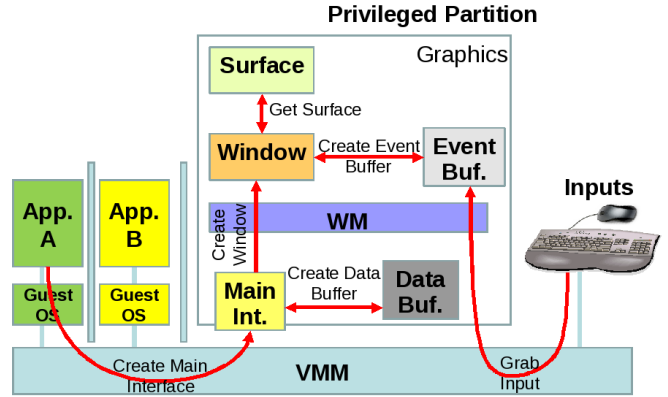 Privileged Partition
Graphics
Surface
Get Surface
Window
Create Event
Buffer
Event
Buf.
Inputs
App.
A
App.
B
WM
Create
Window
Guest
OS
Guest
OS
Main
Int.
Create Data
Buffer
Data
Buf.
Create Main
Interface
VMM
Grab
Input